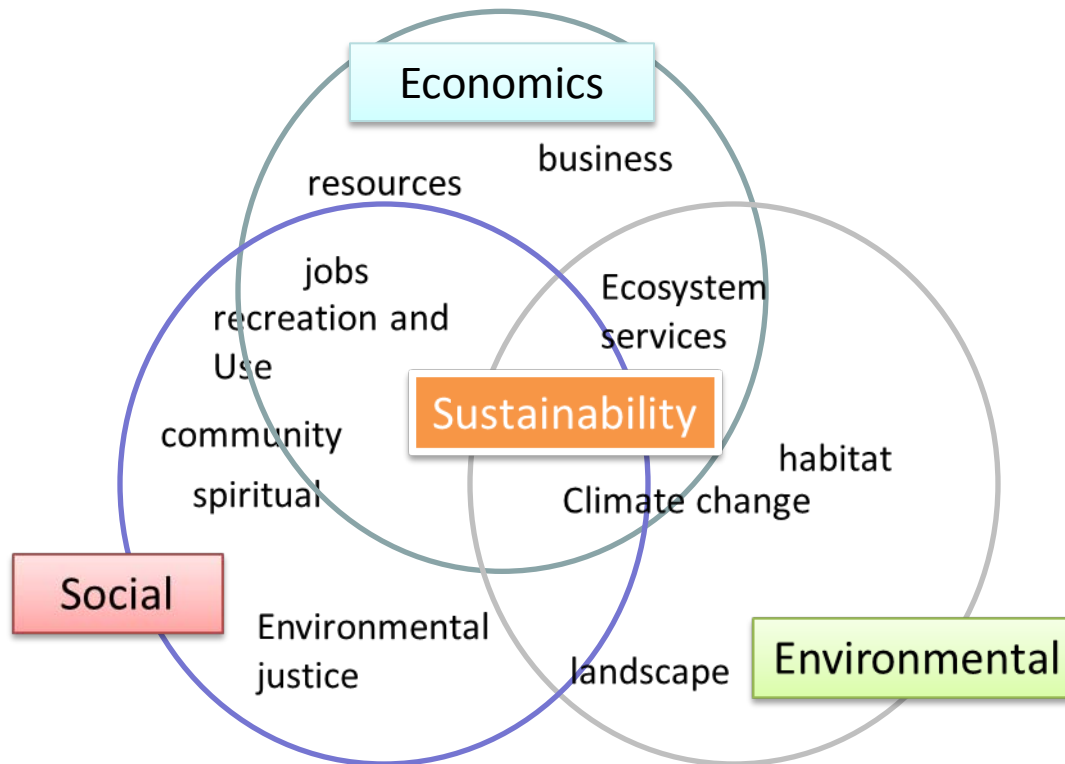 Economics
business
resources
jobs
recreation and
Use
Ecosystem
services
Sustainability
community
habitat
spiritual
Climate change
Social
Environmental
justice
landscape
Environmental